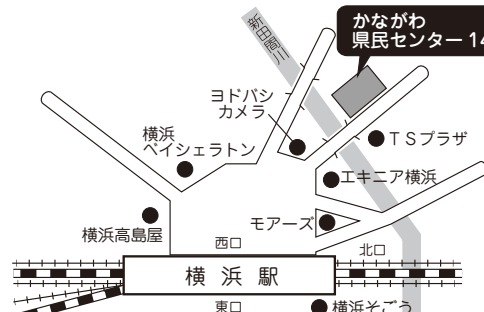 新田間川
かながわ
県民センター 14
ヨドバシ
カメラ
横浜
ベイシェラトン
TSプラザ
エキニア横浜
横浜高島屋
モアーズ
西口
北口
横浜駅
東口
横浜そごう